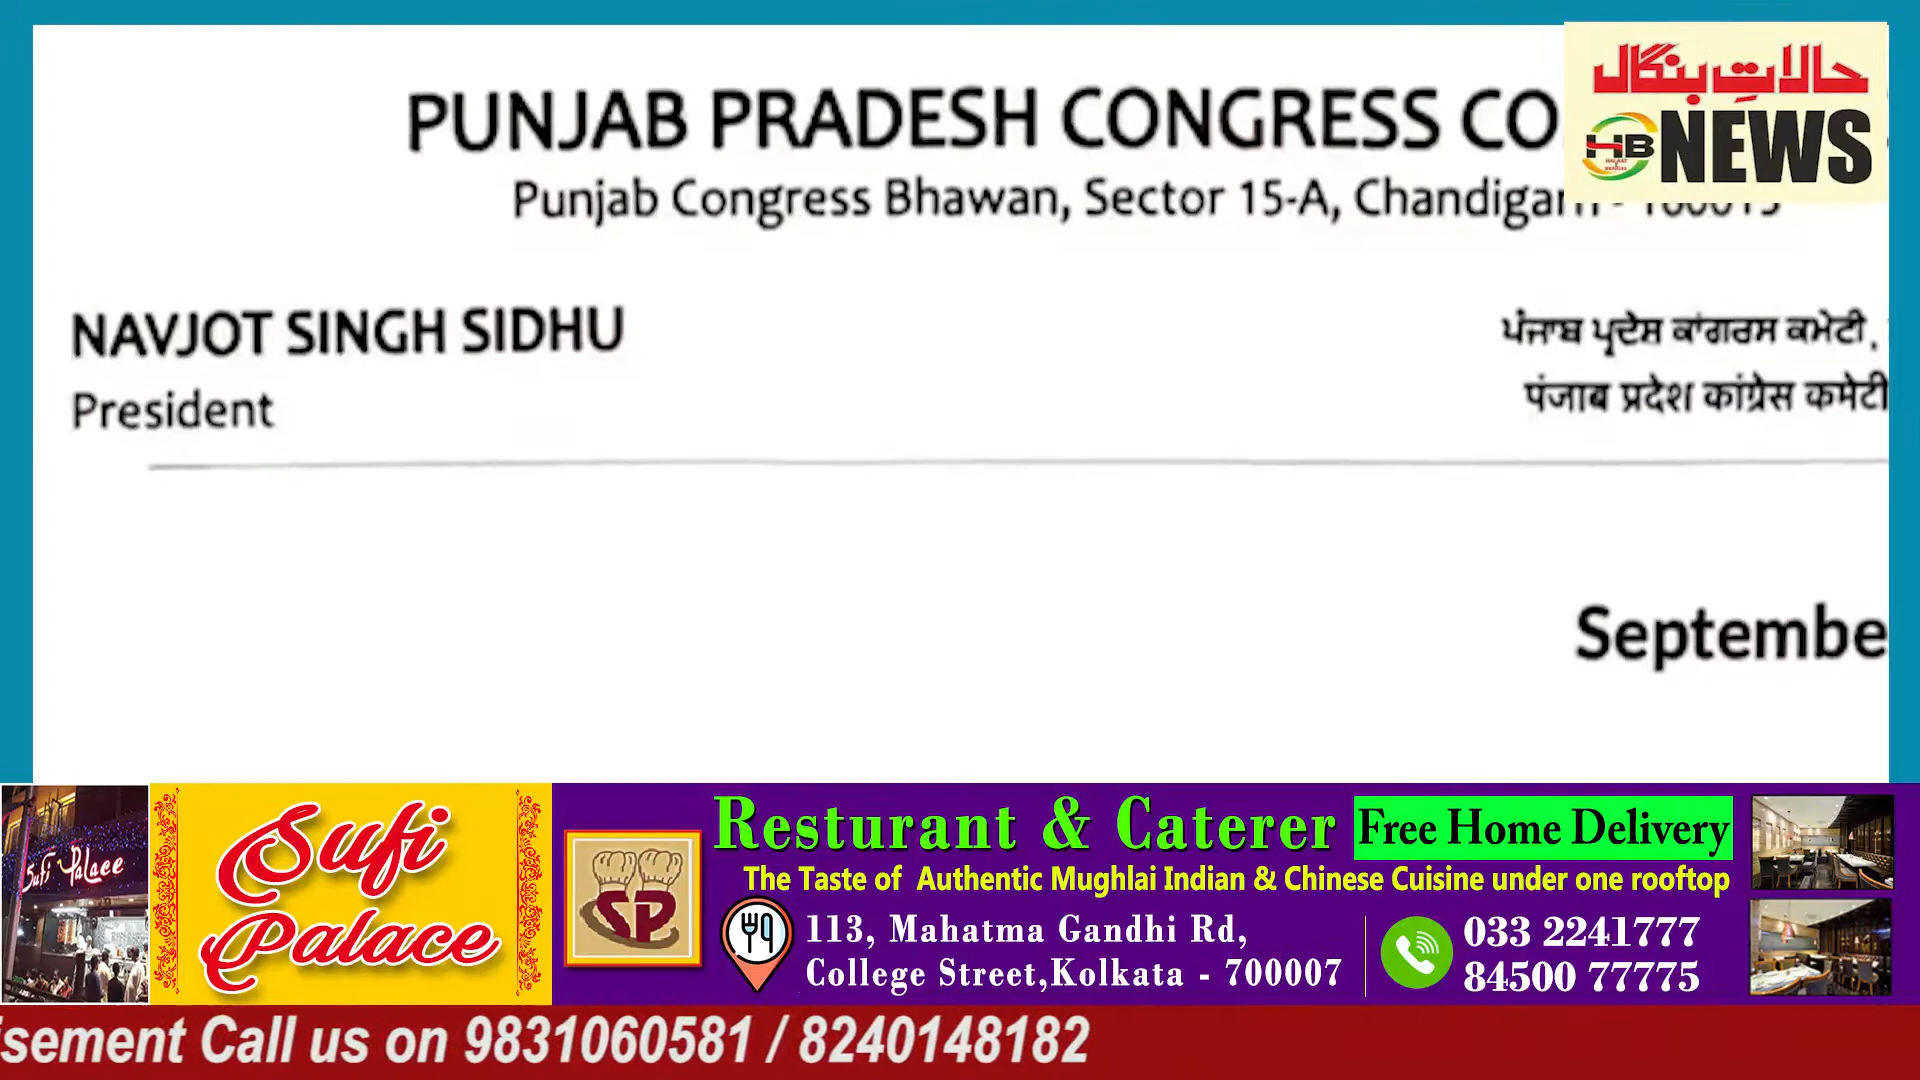 PUNJAB PRADESH CONGRESS CO
حالاتِ بنگال
HB NEWS
Punjab Congress Bhawan, Sector 15-A, Chandigarh -
NAVJOT SINGH SIDHU
President
ਪੰਜਾਬ ਪ੍ਰਦੇਸ਼ ਕਾਂਗਰਸ ਕਮੇਟੀ,
पंजाब प्रदेश कांग्रेस कमेटी
Septembe
Sufi Palace
Sufi
Palace
SP
Resturant & Caterer
Free Home Delivery
The Taste of Authentic Mughlai Indian & Chinese Cuisine under one rooftop
113, Mahatma Gandhi Rd,
College Street,Kolkata - 700007
033 2241777
84500 77775
isement Call us on 9831060581 / 8240148182